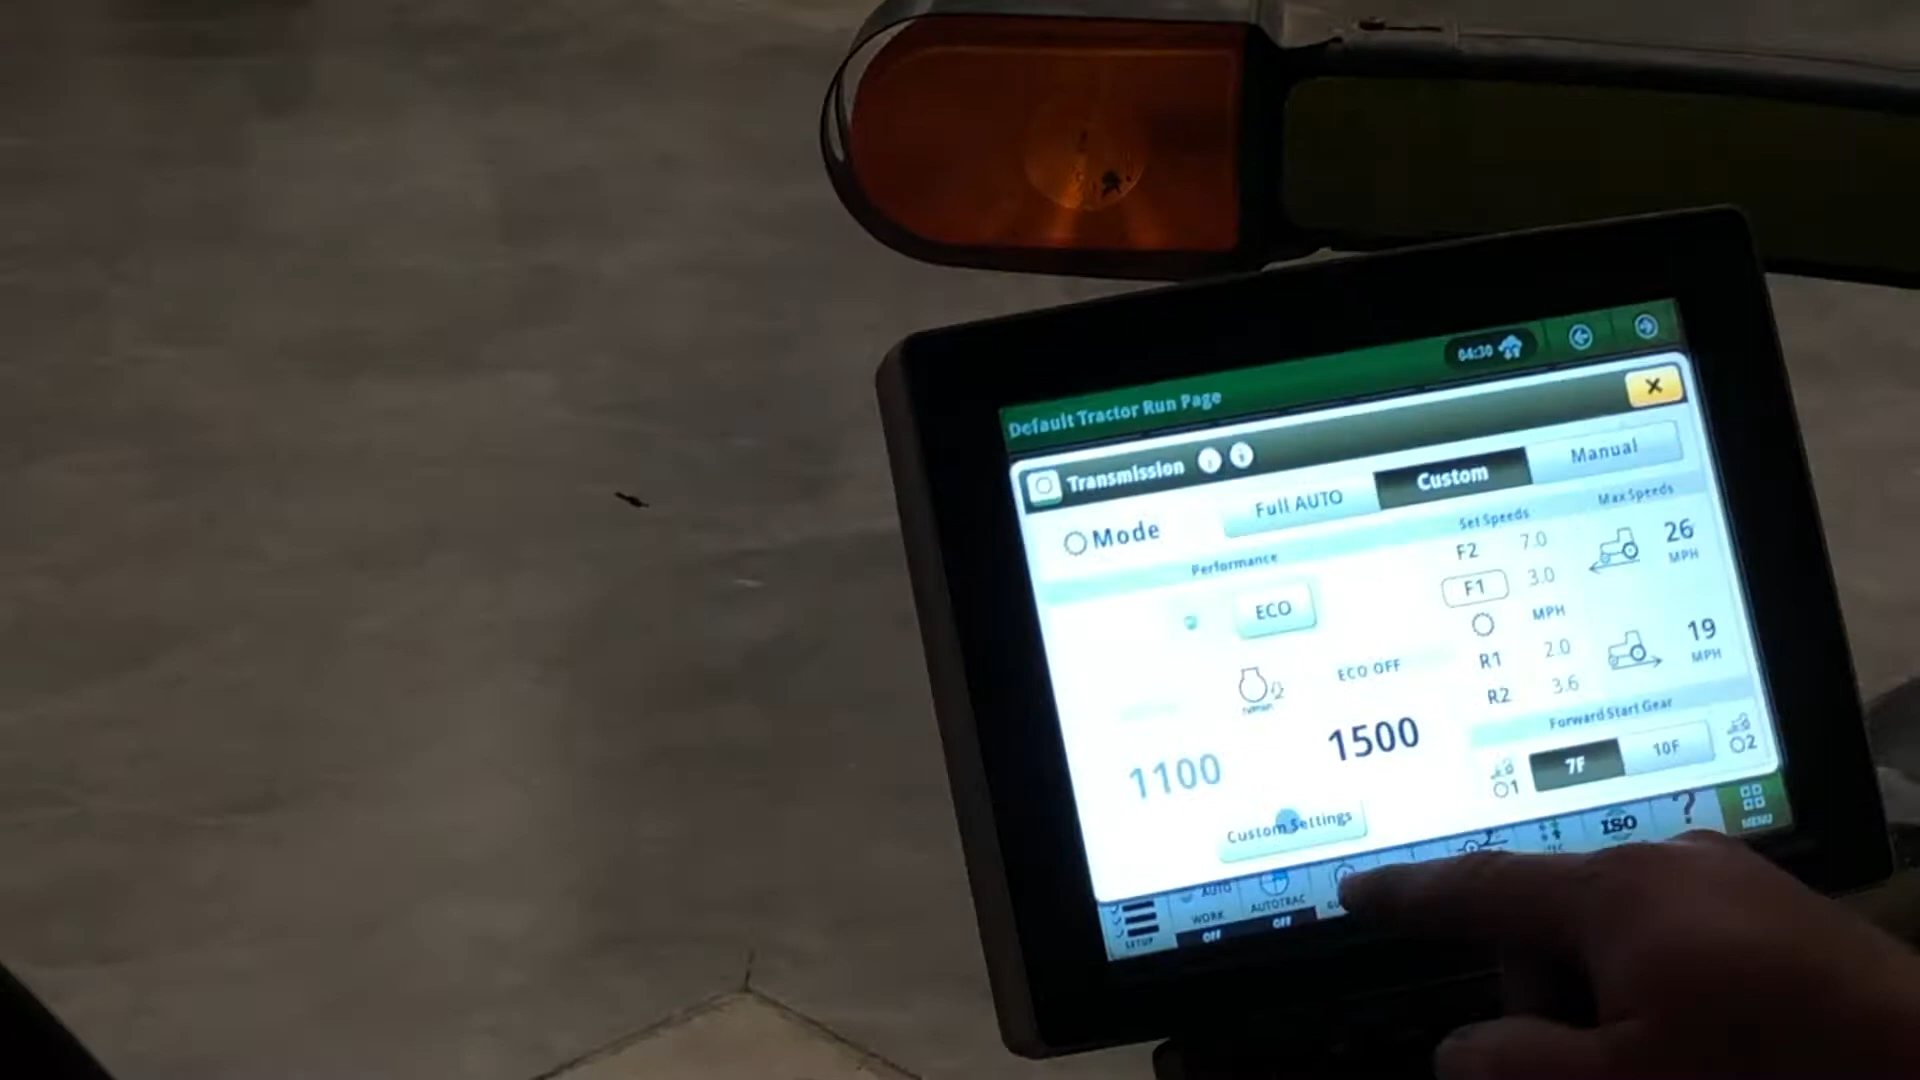 04:30
Default Tractor Run Page
Transmission
Mode
Full AUTO
Custom
Manual
Performance
ECO
ECO OFF
1100
1500
Custom Settings
Set Speeds
F2 7.0
F1 3.0
MPH
R1 2.0
R2 3.6
Max Speeds
26
MPH
19
MPH
Forward Start Gear
1
7F
10F
2
SETUP
AUTO
WORK
OFF
AUTOTRAC
OFF
ISO
?
MENU